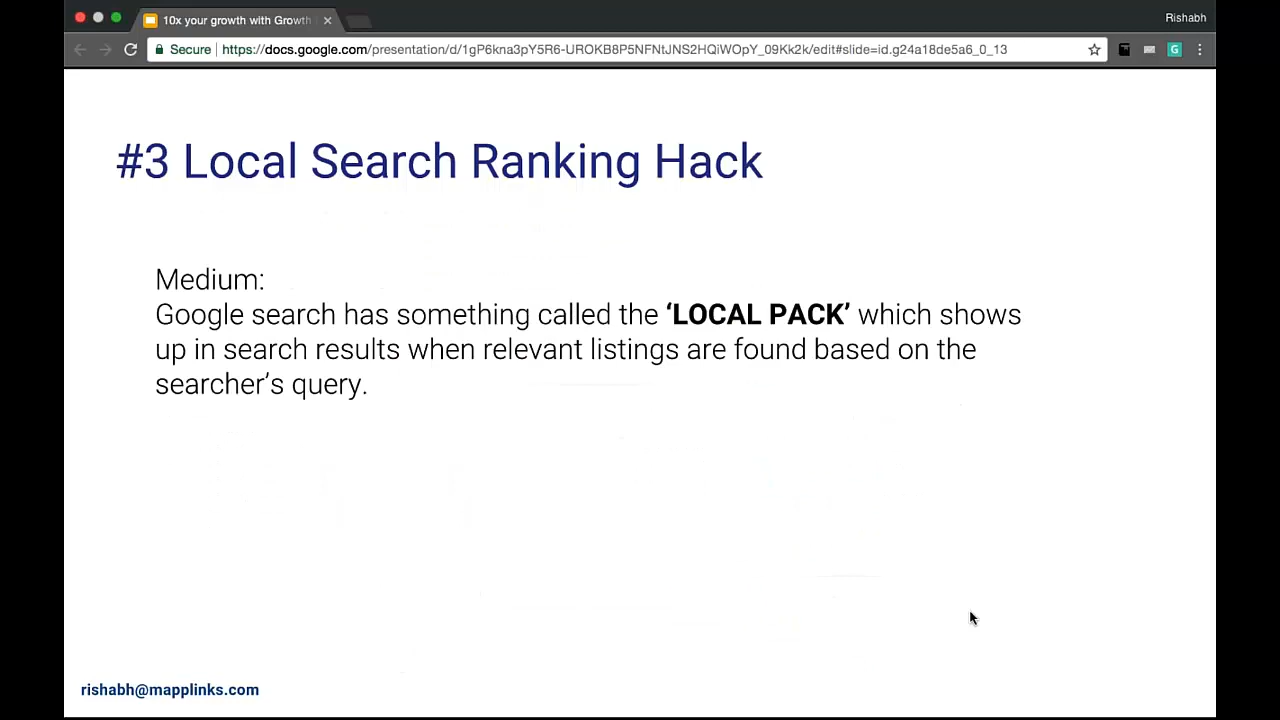 10x your growth with Growth
Rishabh
Secure
https://docs.google.com/presentation/d/1gP6kna3pY5R6-UROKB8P5NFNtJNS2HQiWOpY_09Kk2k/edit#slide=id.g24a18de5a6_0_13
G
#3 Local Search Ranking Hack
Medium:
Google search has something called the ‘LOCAL PACK’ which shows
up in search results when relevant listings are found based on the
searcher’s query.
rishabh@mapplinks.com